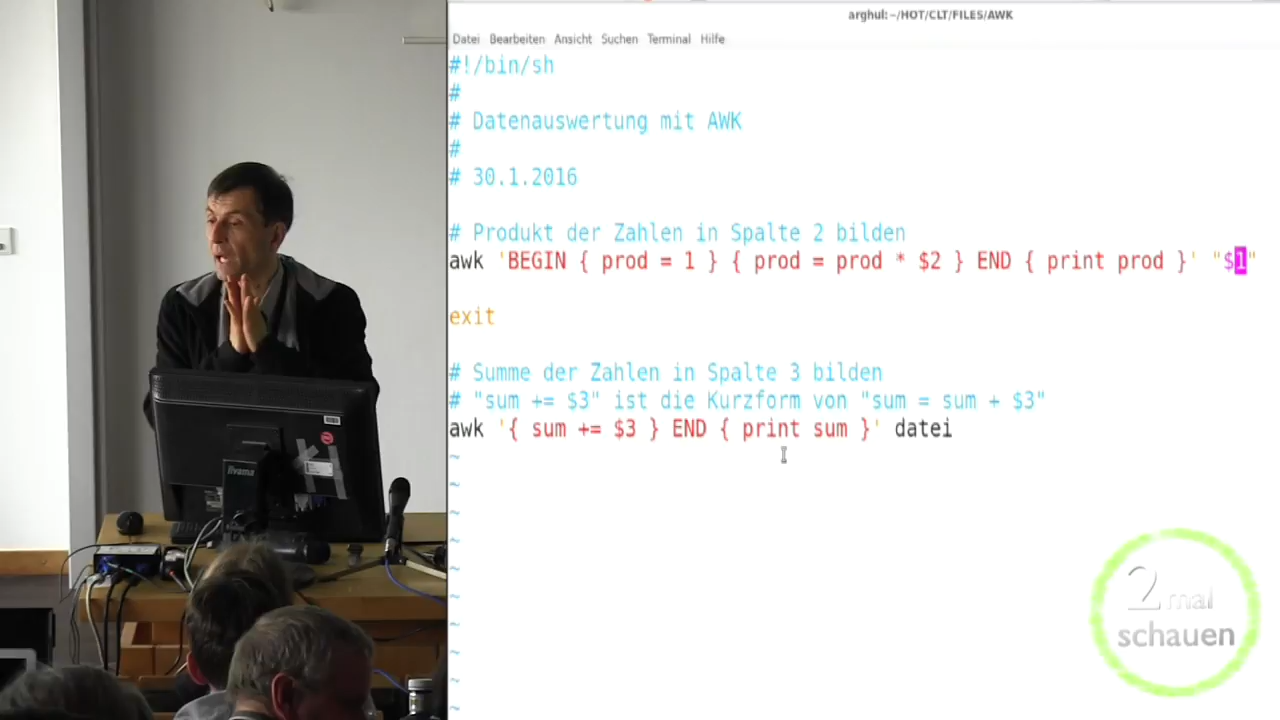 arghul: ~/HOT/CLT/FILES/AWK
Datei Bearbeiten Ansicht Suchen Terminal Hilfe
#!/bin/sh
#
# Datenauswertung mit AWK
#
# 30.1.2016
# Produkt der Zahlen in Spalte 2 bilden
awk 'BEGIN { prod = 1 } { prod = prod * $2 } END { print prod }' "$1"
exit
# Summe der Zahlen in Spalte 3 bilden
# "sum += $3" ist die Kurzform von "sum = sum + $3"
awk '{ sum += $3 } END { print sum }' datei
~
~
~
~
~
~
~
~
~
~
iiyama
2mal
schauen